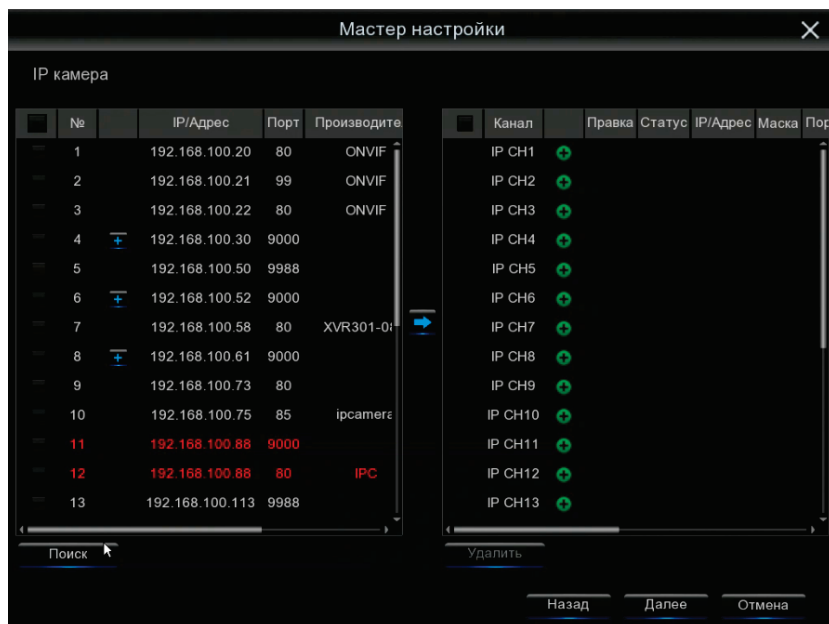 Мастер настройки
IP камера
№ IP/Адрес Порт Производите
1 192.168.100.20 80 ONVIF
2 192.168.100.21 99 ONVIF
3 192.168.100.22 80 ONVIF
4 192.168.100.30 9000
5 192.168.100.50 9988
6 192.168.100.52 9000
7 192.168.100.58 80 XVR301-08
8 192.168.100.61 9000
9 192.168.100.73 80
10 192.168.100.75 85 ipcamera
11 192.168.100.88 9000
12 192.168.100.88 80 IPC
13 192.168.100.113 9988
Поиск
Канал Правка Статус IP/Адрес Маска Пор
IP CH1
IP CH2
IP CH3
IP CH4
IP CH5
IP CH6
IP CH7
IP CH8
IP CH9
IP CH10
IP CH11
IP CH12
IP CH13
Удалить
Назад Далее Отмена